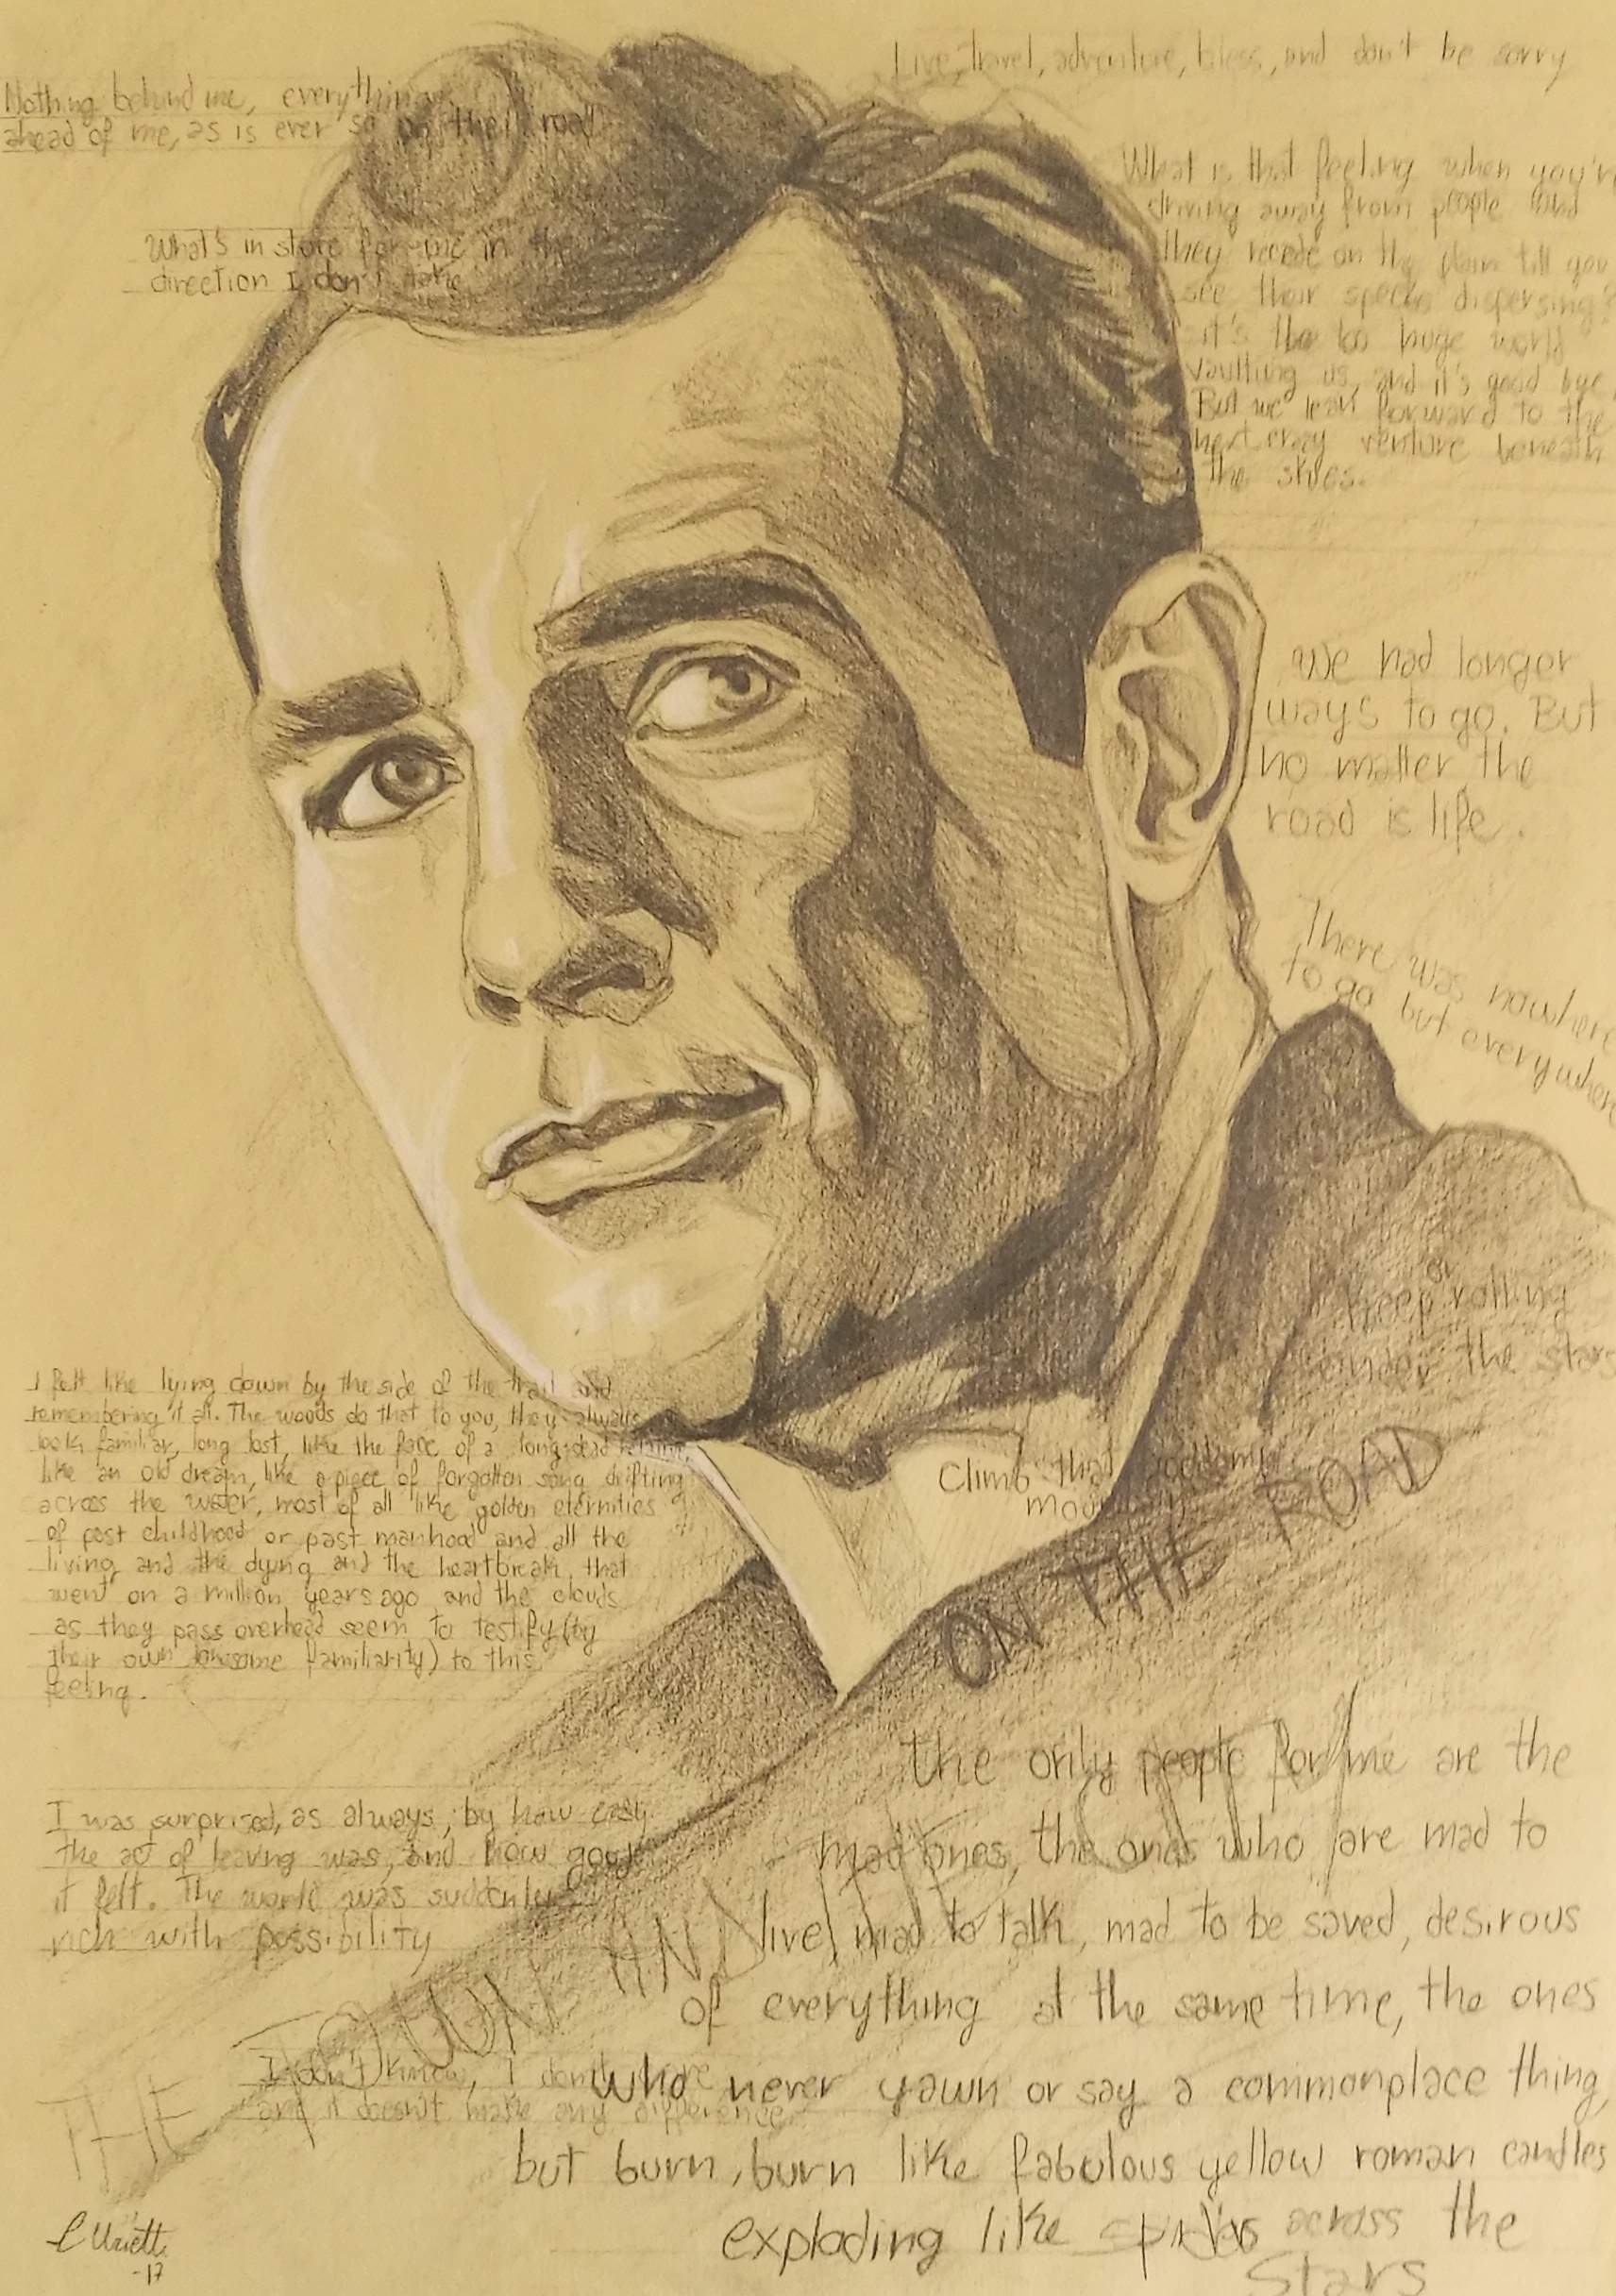 Live, travel, adventure, bless, and don't be sorry
Nothing behind me, everything
ahead of me, as is ever so on the road
What is that feeling when you'r
driving away from people and
they recede on the plain till you
see their specks dispersing?
it's the too huge world
vaulting us, and it's good bye.
But we lean forward to the
next crazy venture beneath
the skies.
What's in store for me in the
direction I don't take
We had longer
ways to go. But
no matter, the
road is life.
There was nowhere
to go but everywhere
or
Keep rolling
under the stars
I felt like lying down by the side of the trail and
remembering it all. The woods do that to you, they always
look familiar, long lost, like the face of a long-dead relative,
like an old dream, like a piece of forgotten song drifting
across the water, most of all like golden eternities
of past childhood or past manhood and all the
living and the dying and the heartbreak that
went on a million years ago and the clouds
as they pass overhead seem to testify (by
their own lonesome familiarity) to this
feeling.
Climb that goddamn
mountain
ON THE ROAD
the only people for me are the
mad ones, the ones who are mad to
live, mad to talk, mad to be saved, desirous
of everything at the same time, the ones
who never yawn or say a commonplace thing,
but burn, burn like fabulous yellow roman candles
exploding like spiders across the
stars
I was surprised, as always, by how easy
the act of leaving was, and how good
it felt. The world was suddenly
rich with possibility
THE TOWN AND
I don't know, I don't care
and it doesn't make any difference
-17